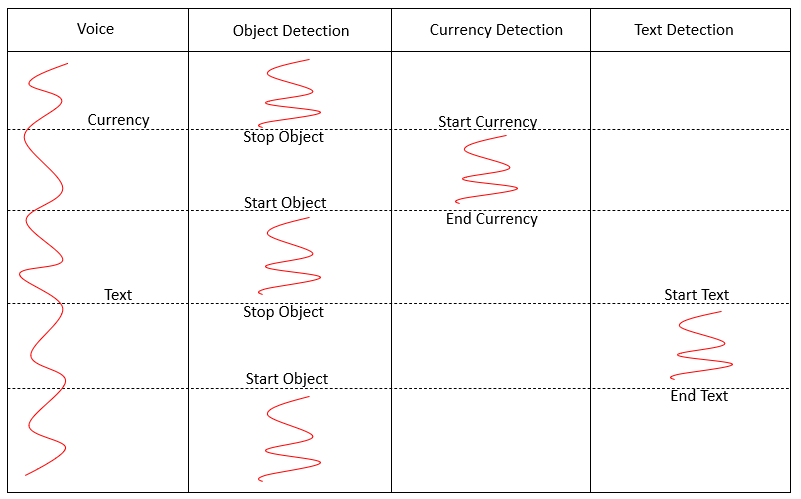 Voice
Object Detection
Currency Detection
Text Detection
Currency
Start Currency
Stop Object
Start Object
End Currency
Text
Start Text
Stop Object
Start Object
End Text